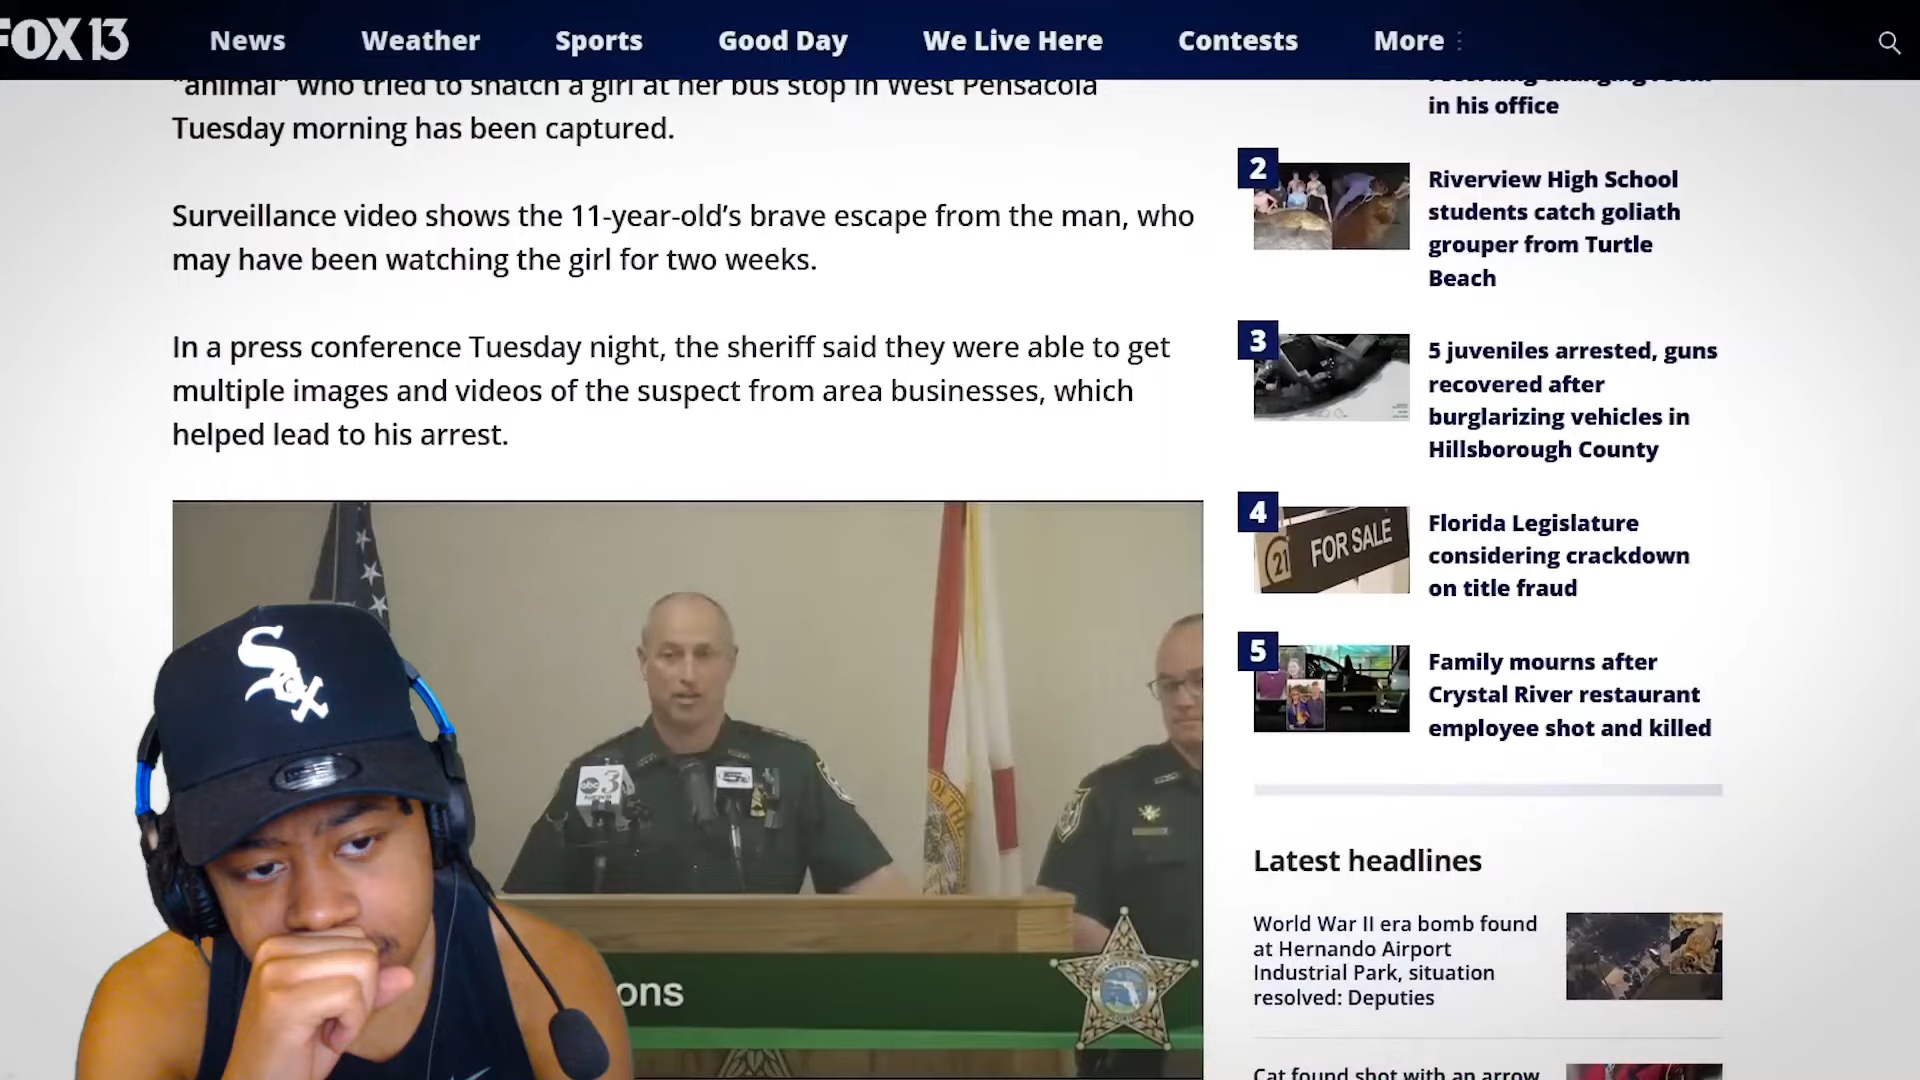 FOX 13
News
Weather
Sports
Good Day
We Live Here
Contests
More
"animal" who tried to snatch a girl at her bus stop in West Pensacola
Tuesday morning has been captured.
Surveillance video shows the 11-year-old's brave escape from the man, who
may have been watching the girl for two weeks.
In a press conference Tuesday night, the sheriff said they were able to get
multiple images and videos of the suspect from area businesses, which
helped lead to his arrest.
in his office
2
Riverview High School
students catch goliath
grouper from Turtle
Beach
3
5 juveniles arrested, guns
recovered after
burglarizing vehicles in
Hillsborough County
4
21
FOR SALE
Florida Legislature
considering crackdown
on title fraud
5
Family mourns after
Crystal River restaurant
employee shot and killed
Latest headlines
World War II era bomb found
at Hernando Airport
Industrial Park, situation
resolved: Deputies
Cat found shot with an arrow
abc 3
5
ons
Sox